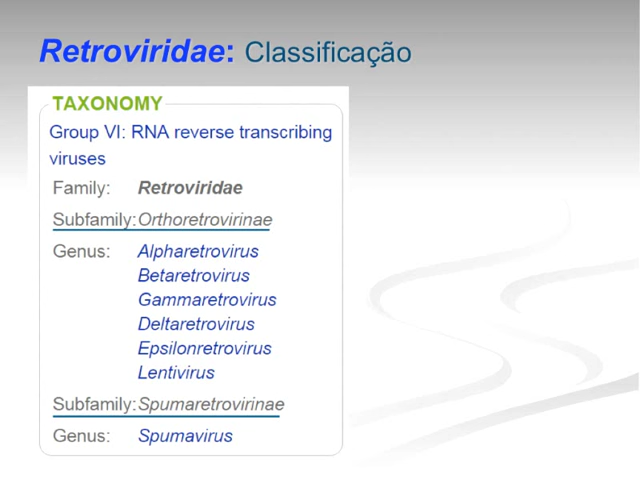 Retroviridae: Classificação
TAXONOMY
Group VI: RNA reverse transcribing
viruses
Family: Retroviridae
Subfamily: Orthoretrovirinae
Genus: Alpharetrovirus
Betaretrovirus
Gammaretrovirus
Deltaretrovirus
Epsilonretrovirus
Lentivirus
Subfamily: Spumaretrovirinae
Genus: Spumavirus